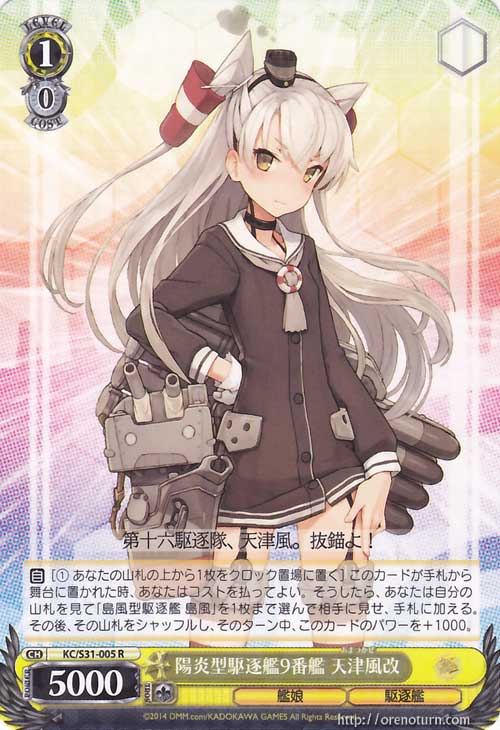 LEVEL
1
0
COST
第十六駆逐隊、天津風。抜錨よ！
自 [① あなたの山札の上から1枚をクロック置場に置く] このカードが手札から
舞台に置かれた時、あなたはコストを払ってよい。そうしたら、あなたは自分の
山札を見て「島風型駆逐艦 島風」を1枚まで選んで相手に見せ、手札に加える。
その後、その山札をシャッフルし、そのターン中、このカードのパワーを+1000。
CH KC/S31-005 R
POWER
5000
SOUL
あまつかぜ
陽炎型駆逐艦9番艦 天津風改
艦娘
駆逐艦
©2014 DMM.com/KADOKAWA GAMES All Rights Reserved.
http://orenoturn.com